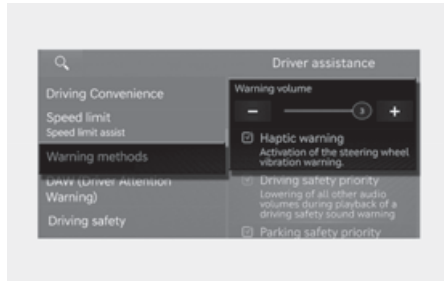 Driver assistance
Driving Convenience
Speed limit
Speed limit assist
Warning methods
DAW (Driver Attention
Warning)
Driving safety
Warning volume
− 3 +
Haptic warning
Activation of the steering wheel
vibration warning.
Driving safety priority
Lowering of all other audio
volumes during playback of a
driving safety sound warning
Parking safety priority